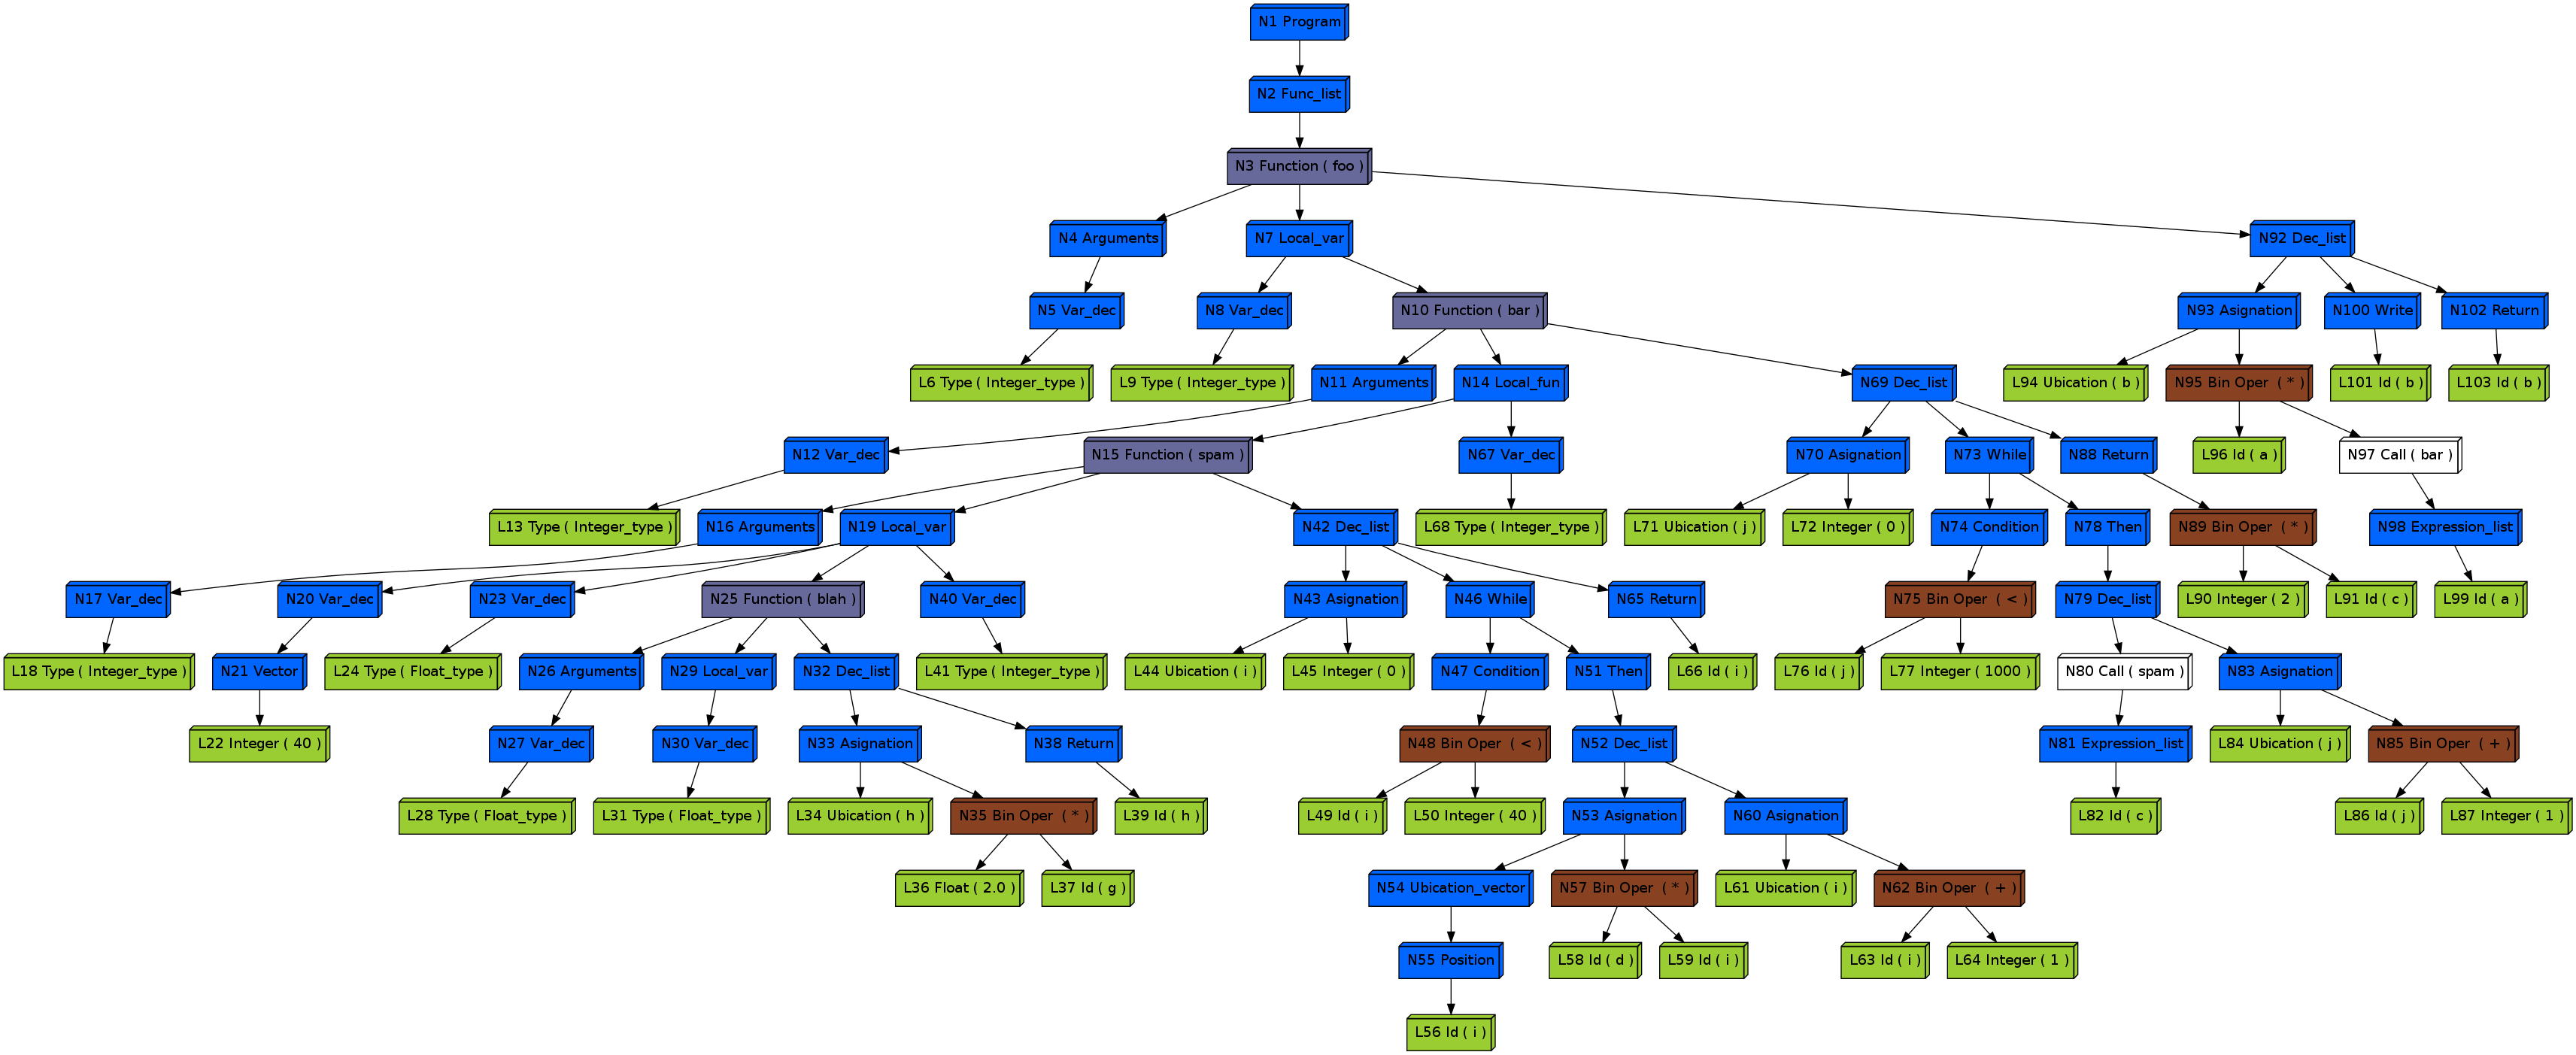 N1 Program
N2 Func_list
N3 Function ( foo )
N4 Arguments
N7 Local_var
N92 Dec_list
N5 Var_dec
N8 Var_dec
N10 Function ( bar )
N93 Asignation
N100 Write
N102 Return
L6 Type ( Integer_type )
L9 Type ( Integer_type )
N11 Arguments
N14 Local_fun
N69 Dec_list
L94 Ubication ( b )
N95 Bin Oper  ( * )
L101 Id ( b )
L103 Id ( b )
N12 Var_dec
N15 Function ( spam )
N67 Var_dec
N70 Asignation
N73 While
N88 Return
L96 Id ( a )
N97 Call ( bar )
L13 Type ( Integer_type )
N16 Arguments
N19 Local_var
N42 Dec_list
L68 Type ( Integer_type )
L71 Ubication ( j )
L72 Integer ( 0 )
N74 Condition
N78 Then
N89 Bin Oper  ( * )
N98 Expression_list
N17 Var_dec
N20 Var_dec
N23 Var_dec
N25 Function ( blah )
N40 Var_dec
N43 Asignation
N46 While
N65 Return
N75 Bin Oper  ( < )
N79 Dec_list
L90 Integer ( 2 )
L91 Id ( c )
L99 Id ( a )
L18 Type ( Integer_type )
N21 Vector
L24 Type ( Float_type )
N26 Arguments
N29 Local_var
N32 Dec_list
L41 Type ( Integer_type )
L44 Ubication ( i )
L45 Integer ( 0 )
N47 Condition
N51 Then
L66 Id ( i )
L76 Id ( j )
L77 Integer ( 1000 )
N80 Call ( spam )
N83 Asignation
L22 Integer ( 40 )
N27 Var_dec
N30 Var_dec
N33 Asignation
N38 Return
N48 Bin Oper  ( < )
N52 Dec_list
N81 Expression_list
L84 Ubication ( j )
N85 Bin Oper  ( + )
L28 Type ( Float_type )
L31 Type ( Float_type )
L34 Ubication ( h )
N35 Bin Oper  ( * )
L39 Id ( h )
L49 Id ( i )
L50 Integer ( 40 )
N53 Asignation
N60 Asignation
L82 Id ( c )
L86 Id ( j )
L87 Integer ( 1 )
L36 Float ( 2.0 )
L37 Id ( g )
N54 Ubication_vector
N57 Bin Oper  ( * )
L61 Ubication ( i )
N62 Bin Oper  ( + )
N55 Position
L58 Id ( d )
L59 Id ( i )
L63 Id ( i )
L64 Integer ( 1 )
L56 Id ( i )